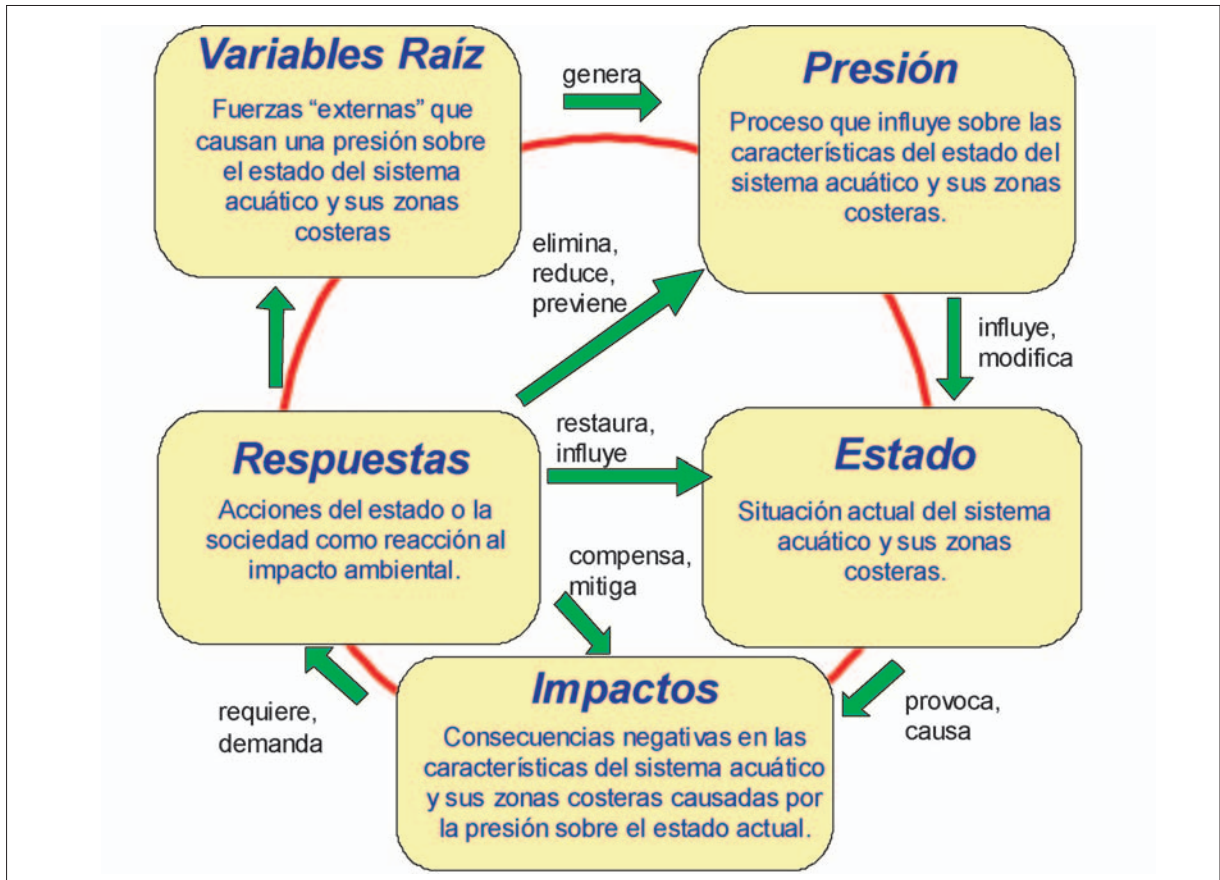 Variables Raíz
Fuerzas “externas” que
causan una presión sobre
el estado del sistema
acuático y sus zonas
costeras
genera
Presión
Proceso que influye sobre las
características del estado del
sistema acuático y sus zonas
costeras.
elimina,
reduce,
previene
influye,
modifica
Respuestas
Acciones del estado o la
sociedad como reacción al
impacto ambiental.
restaura,
influye
Estado
Situación actual del sistema
acuático y sus zonas
costeras.
compensa,
mitiga
requiere,
demanda
Impactos
Consecuencias negativas en las
características del sistema acuático
y sus zonas costeras causadas por
la presión sobre el estado actual.
provoca,
causa